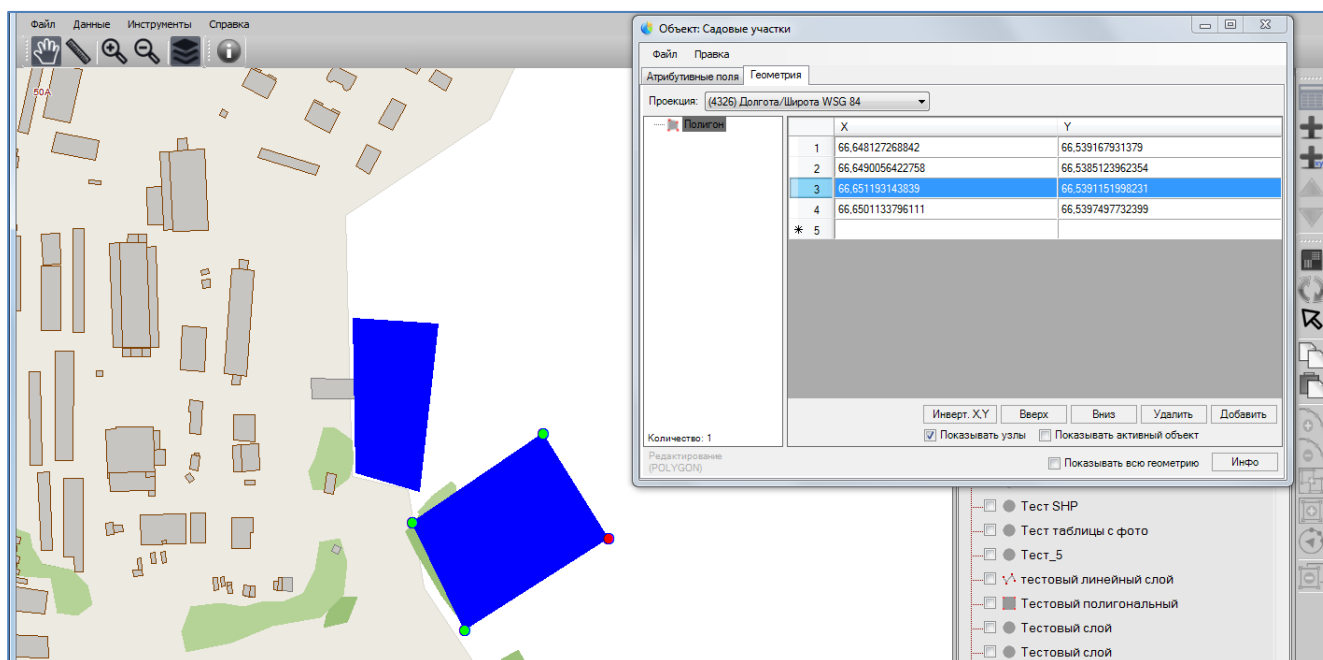 Файл Данные Инструменты Справка
50А
Объект: Садовые участки
Файл Правка
Атрибутивные поля Геометрия
Проекция: (4326) Долгота/Широта WSG 84
Полигон
X Y
1 66,648127268842 66,539167931379
2 66,6490056422758 66,5385123962354
3 66,651193143839 66,5391151998231
4 66,6501133796111 66,5397497732399
* 5
Инверт. X,Y Вверх Вниз Удалить Добавить
Количество: 1
Показывать узлы Показывать активный объект
Редактирование
(POLYGON)
Показывать всю геометрию Инфо
Тест SHP
Тест таблицы с фото
Тест_5
тестовый линейный слой
Тестовый полигональный
Тестовый слой
Тестовый слой